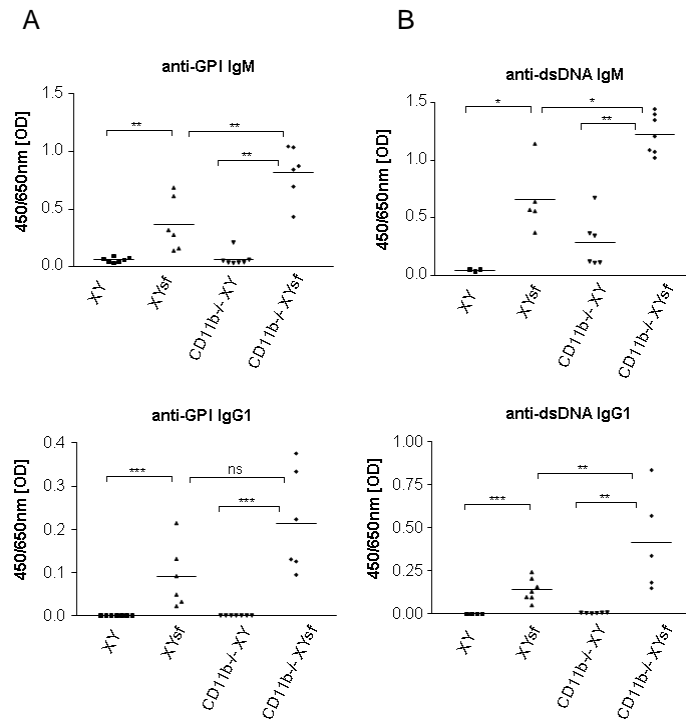 A
B
anti-GPI IgM
450/650nm [OD]
1.5
1.0
0.5
0.0
**
**
**
XY
XYsf
CD11b-/- XY
CD11b-/- XYsf
anti-dsDNA IgM
450/650nm [OD]
1.5
1.0
0.5
0.0
*
*
**
XY
XYsf
CD11b-/- XY
CD11b-/- XYsf
anti-GPI IgG1
450/650nm [OD]
0.4
0.3
0.2
0.1
0.0
***
ns
***
XY
XYsf
CD11b-/- XY
CD11b-/- XYsf
anti-dsDNA IgG1
450/650nm [OD]
1.00
0.75
0.50
0.25
0.00
***
**
**
XY
XYsf
CD11b-/- XY
CD11b-/- XYsf